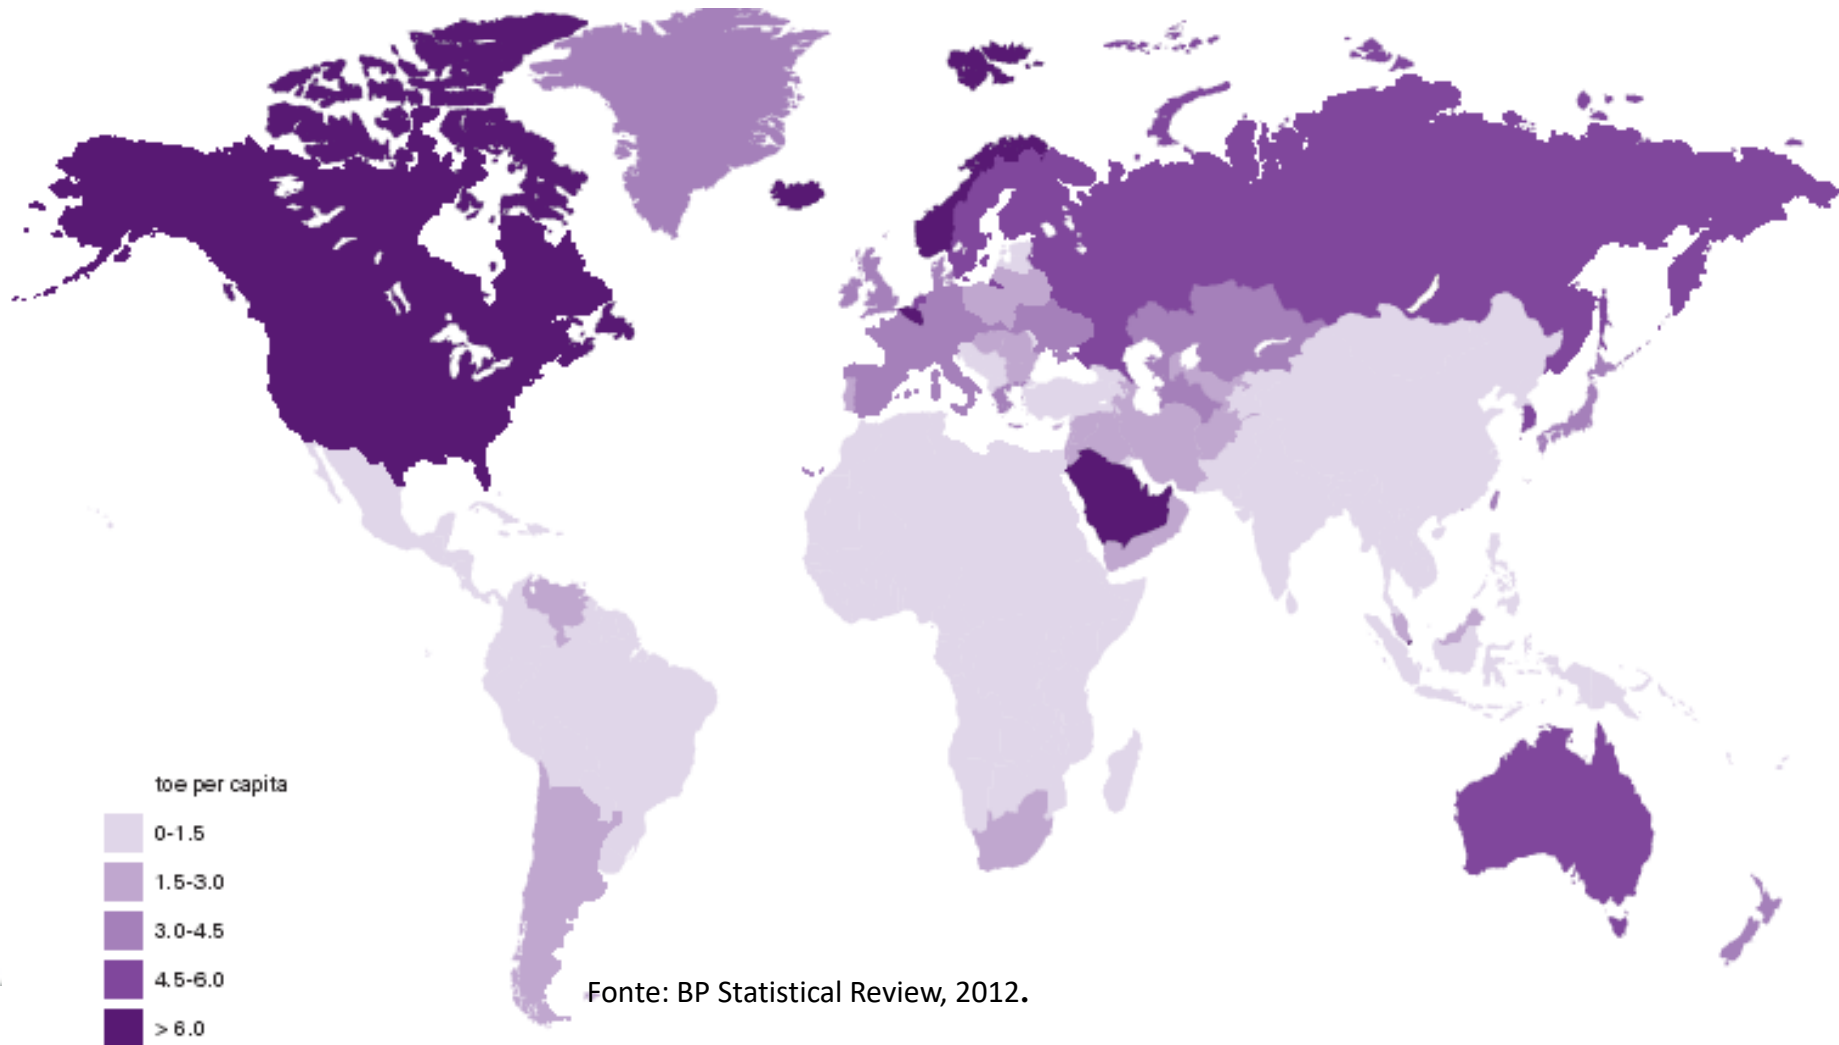 toe per capita
0-1.5
1.5-3.0
3.0-4.5
4.5-6.0
> 6.0
Fonte: BP Statistical Review, 2012.